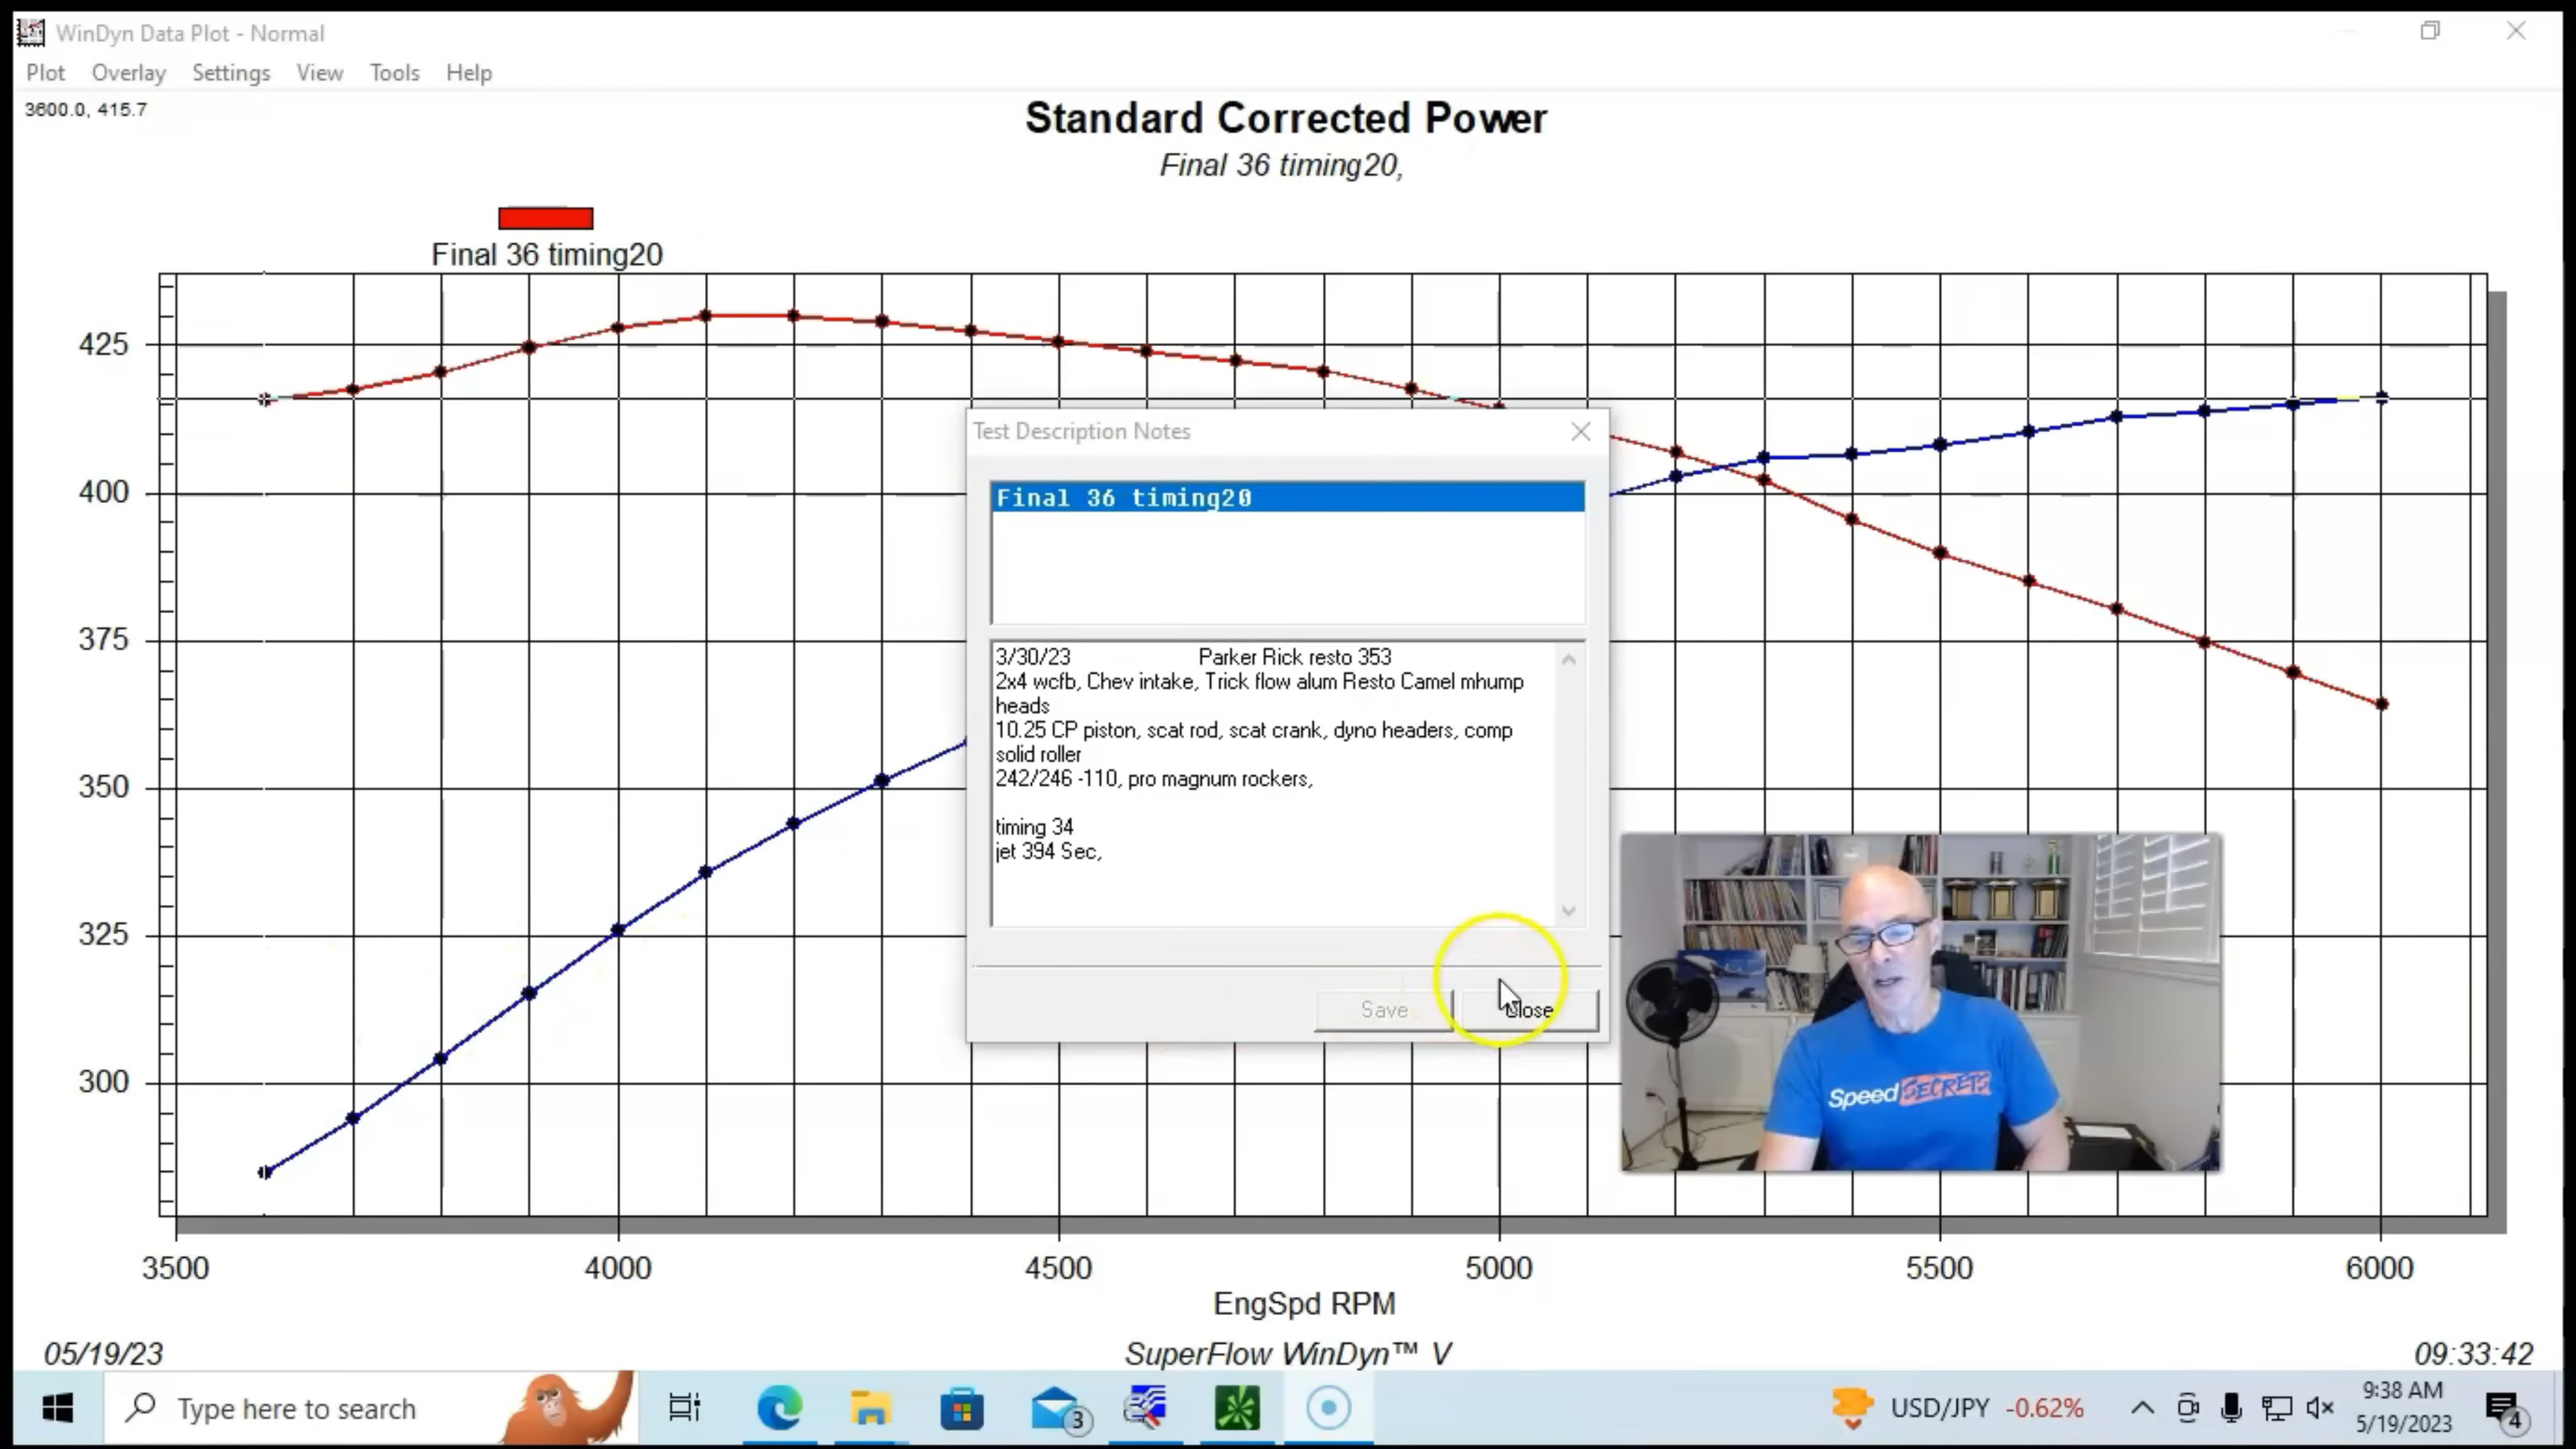 WinDyn Data Plot - Normal
Plot Overlay Settings View Tools Help
3600.0, 415.7
Standard Corrected Power
Final 36 timing20,
Final 36 timing20
425
400
375
350
325
300
Test Description Notes
Final 36 timing20
3/30/23 Parker Rick resto 353
2x4 wcfb, Chev intake, Trick flow alum Resto Camel mhump
heads
10.25 CP piston, scat rod, scat crank, dyno headers, comp
solid roller
242/246 -110, pro magnum rockers,
timing 34
jet 394 Sec,
Save Close
Speed SECRETS
3500 4000 4500 5000 5500 6000
EngSpd RPM
05/19/23 SuperFlow WinDyn™ V 09:33:42
Type here to search
3
USD/JPY -0.62%
9:38 AM
5/19/2023
4